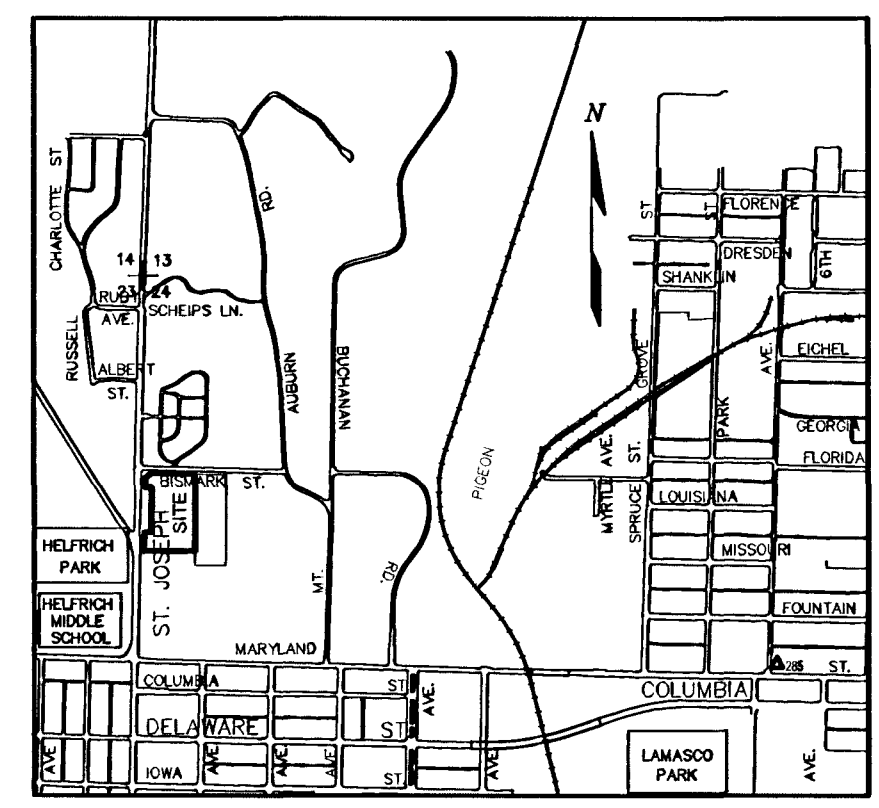 N
CHARLOTTE ST
RD.
ST
ST
FLORENCE
DRESDEN
6TH
14 13
23 24
SHANKLIN
RUDY
AVE.
SCHEIPS LN.
RUSSELL
ALBERT
ST.
AUBURN
BUCHANAN
GROVE
AVE.
EICHEL
PARK
GEORGIA
FLORIDA
PIGEON
MYRTLE AVE.
SPRUCE ST.
BISMARK ST.
SITE
ST. JOSEPH
LOUISIANA
MISSOURI
HELFRICH
PARK
MT.
RD.
HELFRICH
MIDDLE
SCHOOL
FOUNTAIN
MARYLAND
285 ST.
COLUMBIA
ST
AVE.
COLUMBIA
DELAWARE
ST
LAMASCO
PARK
AVE
IOWA
AVE
AVE.
AVE
ST.
AVE.
AVE.